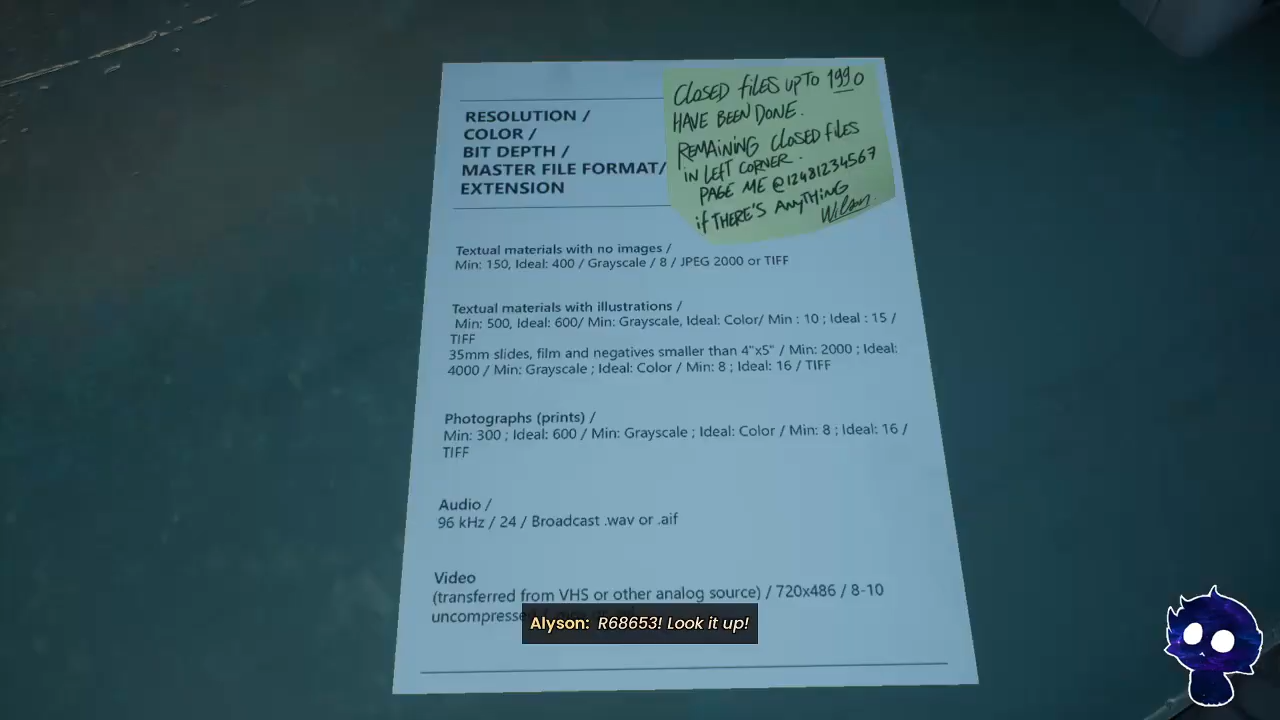 RESOLUTION /
COLOR /
BIT DEPTH /
MASTER FILE FORMAT/
EXTENSION
CLOSED FILES UP TO 1990
HAVE BEEN DONE.
REMAINING CLOSED FILES
IN LEFT CORNER.
PAGE ME @12481234567
if THERE'S ANYTHING
Wilson
Textual materials with no images /
Min: 150, Ideal: 400 / Grayscale / 8 / JPEG 2000 or TIFF
Textual materials with illustrations /
Min: 500, Ideal: 600/ Min: Grayscale, Ideal: Color/ Min : 10 ; Ideal : 15 /
TIFF
35mm slides, film and negatives smaller than 4"x5" / Min: 2000 ; Ideal:
4000 / Min: Grayscale ; Ideal: Color / Min: 8 ; Ideal: 16 / TIFF
Photographs (prints) /
Min: 300 ; Ideal: 600 / Min: Grayscale ; Ideal: Color / Min: 8 ; Ideal: 16 /
TIFF
Audio /
96 kHz / 24 / Broadcast .wav or .aif
Video
(transferred from VHS or other analog source) / 720x486 / 8-10
Alyson: R68653! Look it up!